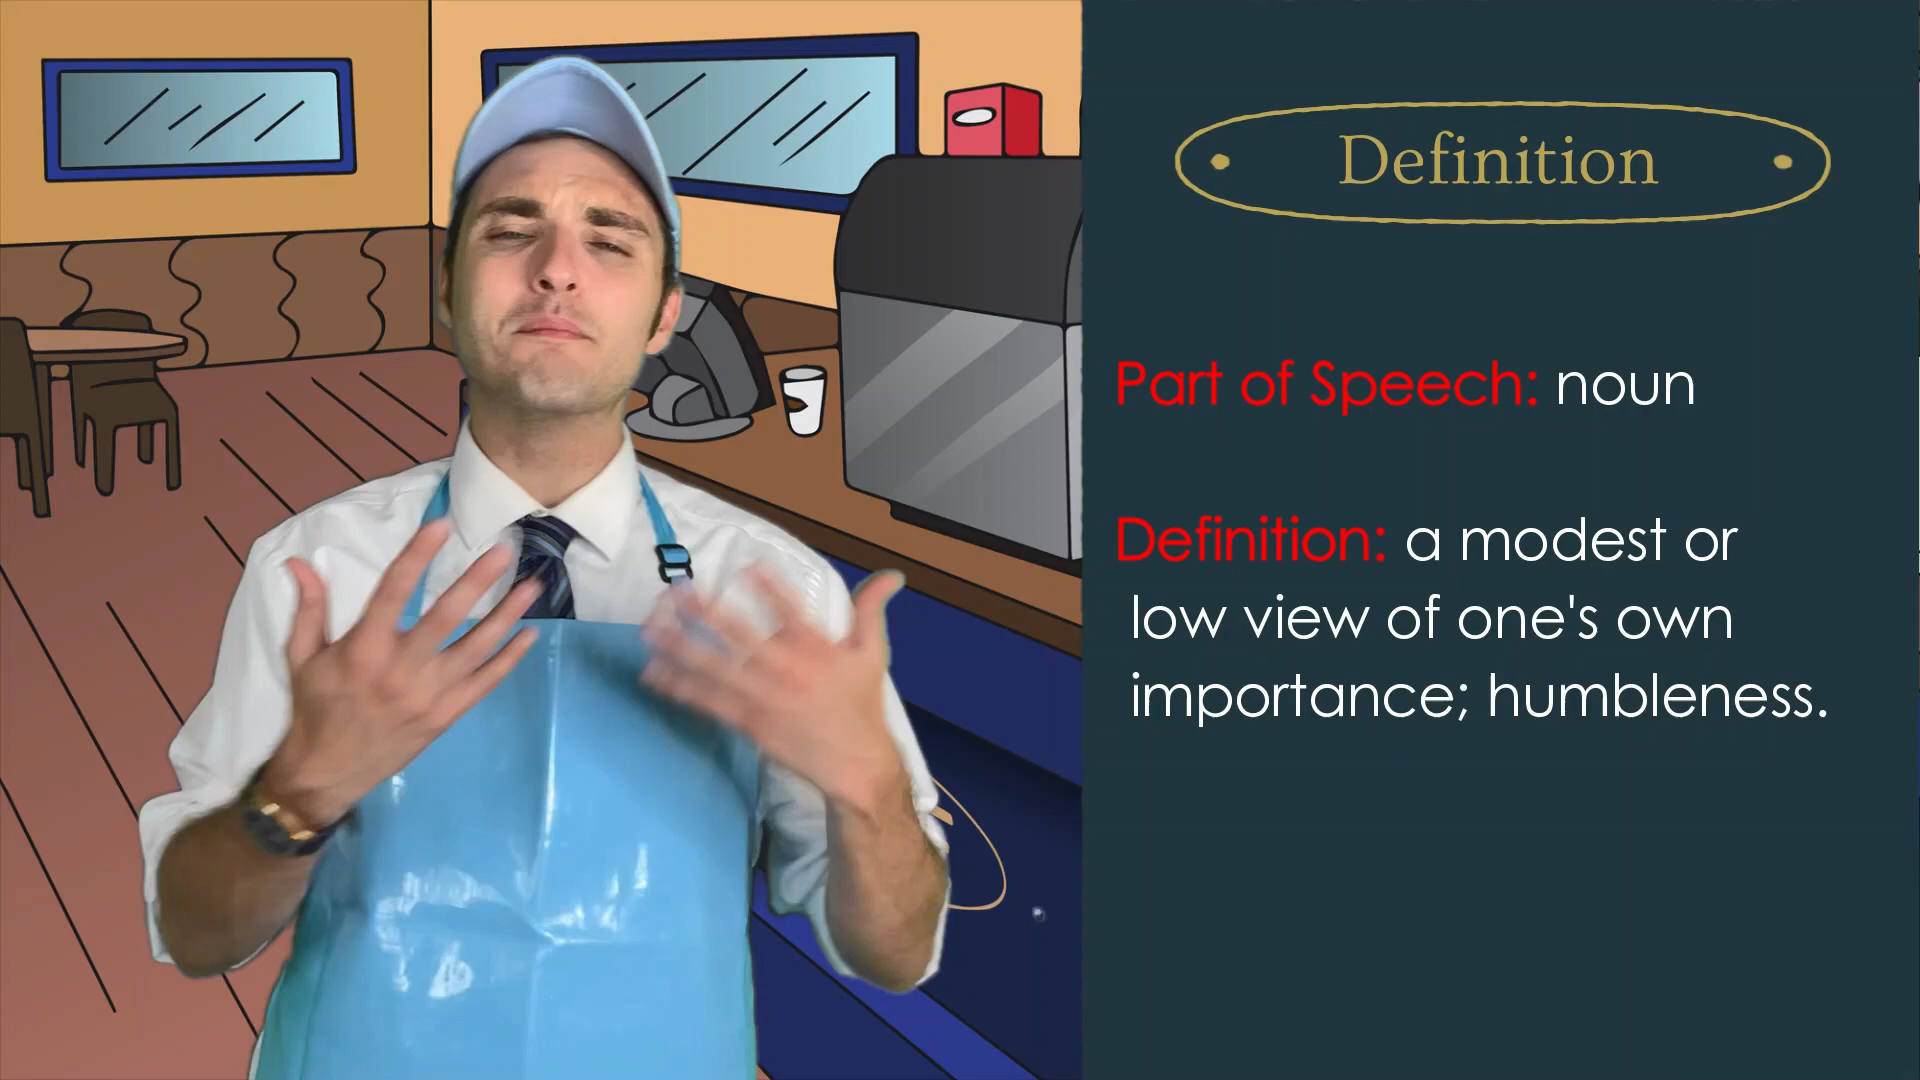 Definition
Part of Speech: noun
Definition: a modest or
low view of one's own
importance; humbleness.